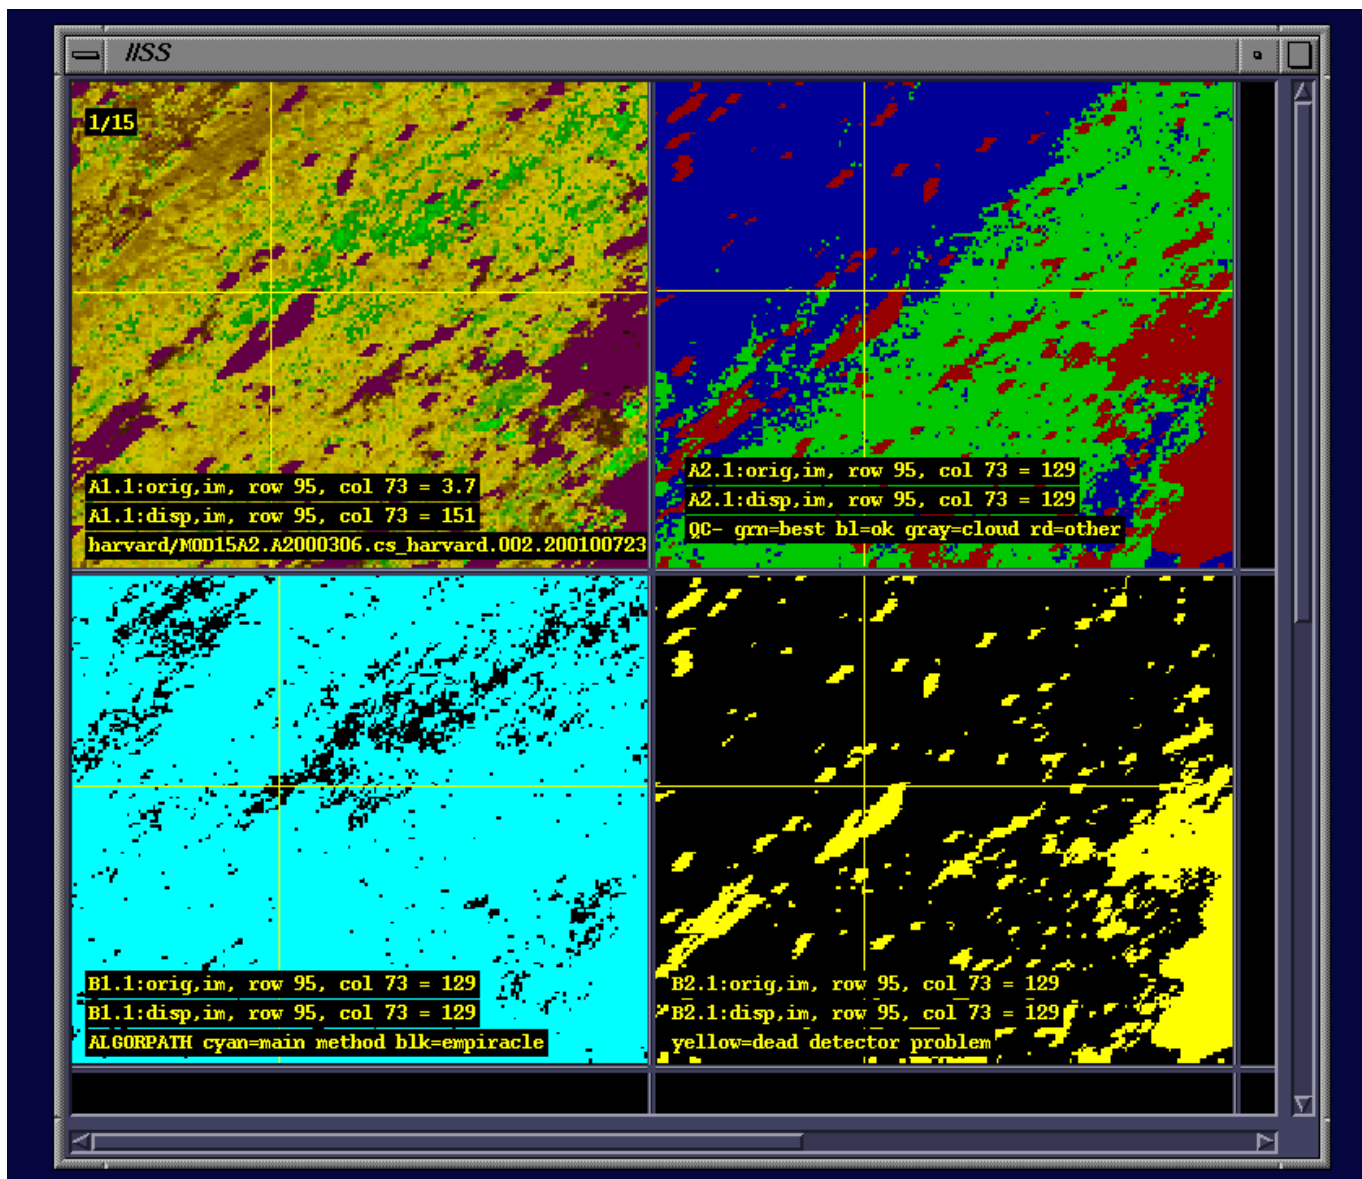 IISS
1/15
A1.1:orig,im, row 95, col 73 = 3.7
A1.1:disp,im, row 95, col 73 = 151
harvard/MOD15A2.A2000306.cs_harvard.002.200100723
A2.1:orig,im, row 95, col 73 = 129
A2.1:disp,im, row 95, col 73 = 129
QC- grn=best bl=ok gray=cloud rd=other
B1.1:orig,im, row 95, col 73 = 129
B1.1:disp,im, row 95, col 73 = 129
ALGORPATH cyan=main method blk=empiracle
B2.1:orig,im, row 95, col 73 = 129
B2.1:disp,im, row 95, col 73 = 129
yellow=dead detector problem